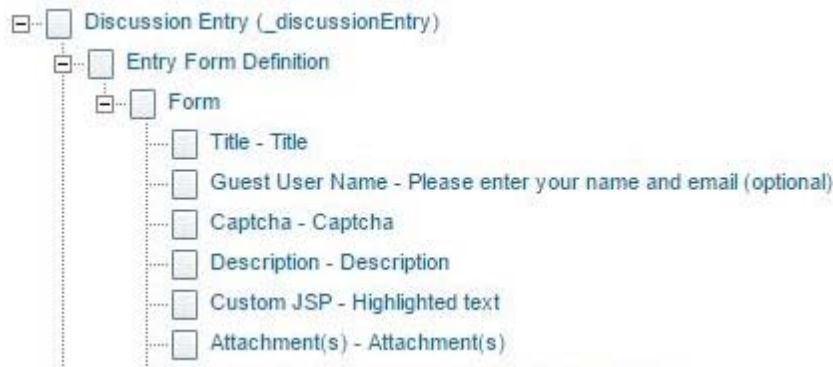 Discussion Entry (_discussionEntry)
Entry Form Definition
Form
Title - Title
Guest User Name - Please enter your name and email (optional)
Captcha - Captcha
Description - Description
Custom JSP - Highlighted text
Attachment(s) - Attachment(s)